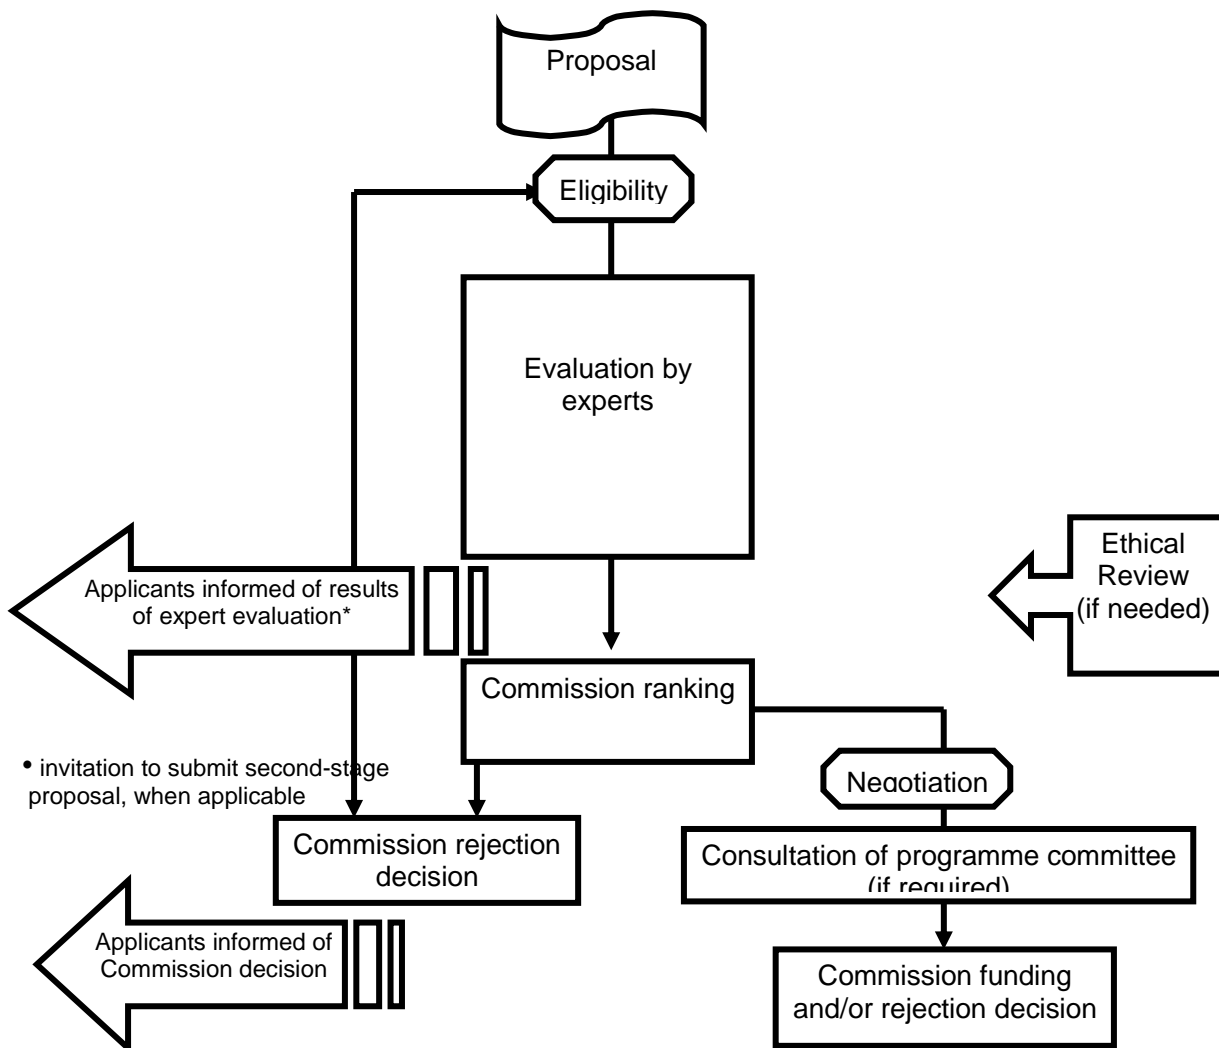 Proposal
Eligibility
Evaluation by
experts
Ethical
Review
(if needed)
Applicants informed of results
of expert evaluation*
Commission ranking
• invitation to submit second-stage
proposal, when applicable
Negotiation
Commission rejection
decision
Consultation of programme committee
(if required)
Applicants informed of
Commission decision
Commission funding
and/or rejection decision